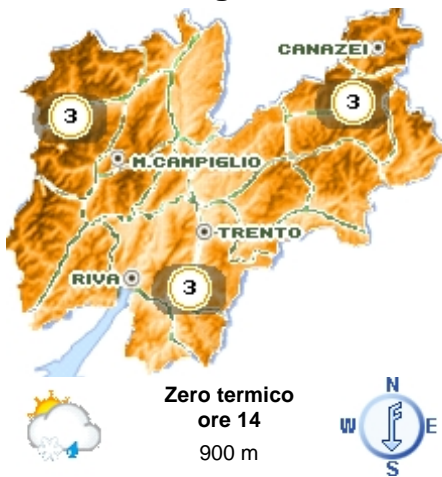 CANAZEI
3
3
M.CAMPIGLIO
TRENTO
RIVA
3
Zero termico
ore 14
900 m
N
W E
S